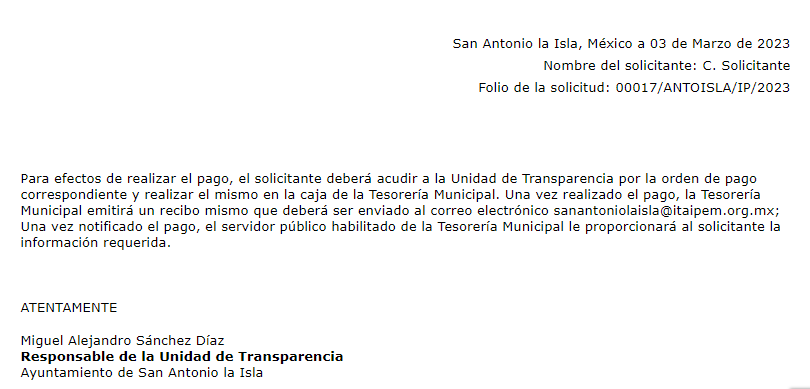 San Antonio la Isla, México a 03 de Marzo de 2023
Nombre del solicitante: C. Solicitante
Folio de la solicitud: 00017/ANTOISLA/IP/2023
Para efectos de realizar el pago, el solicitante deberá acudir a la Unidad de Transparencia por la orden de pago
correspondiente y realizar el mismo en la caja de la Tesorería Municipal. Una vez realizado el pago, la Tesorería
Municipal emitirá un recibo mismo que deberá ser enviado al correo electrónico sanantoniolaisla@itaipem.org.mx;
Una vez notificado el pago, el servidor público habilitado de la Tesorería Municipal le proporcionará al solicitante la
información requerida.
ATENTAMENTE
Miguel Alejandro Sánchez Díaz
Responsable de la Unidad de Transparencia
Ayuntamiento de San Antonio la Isla